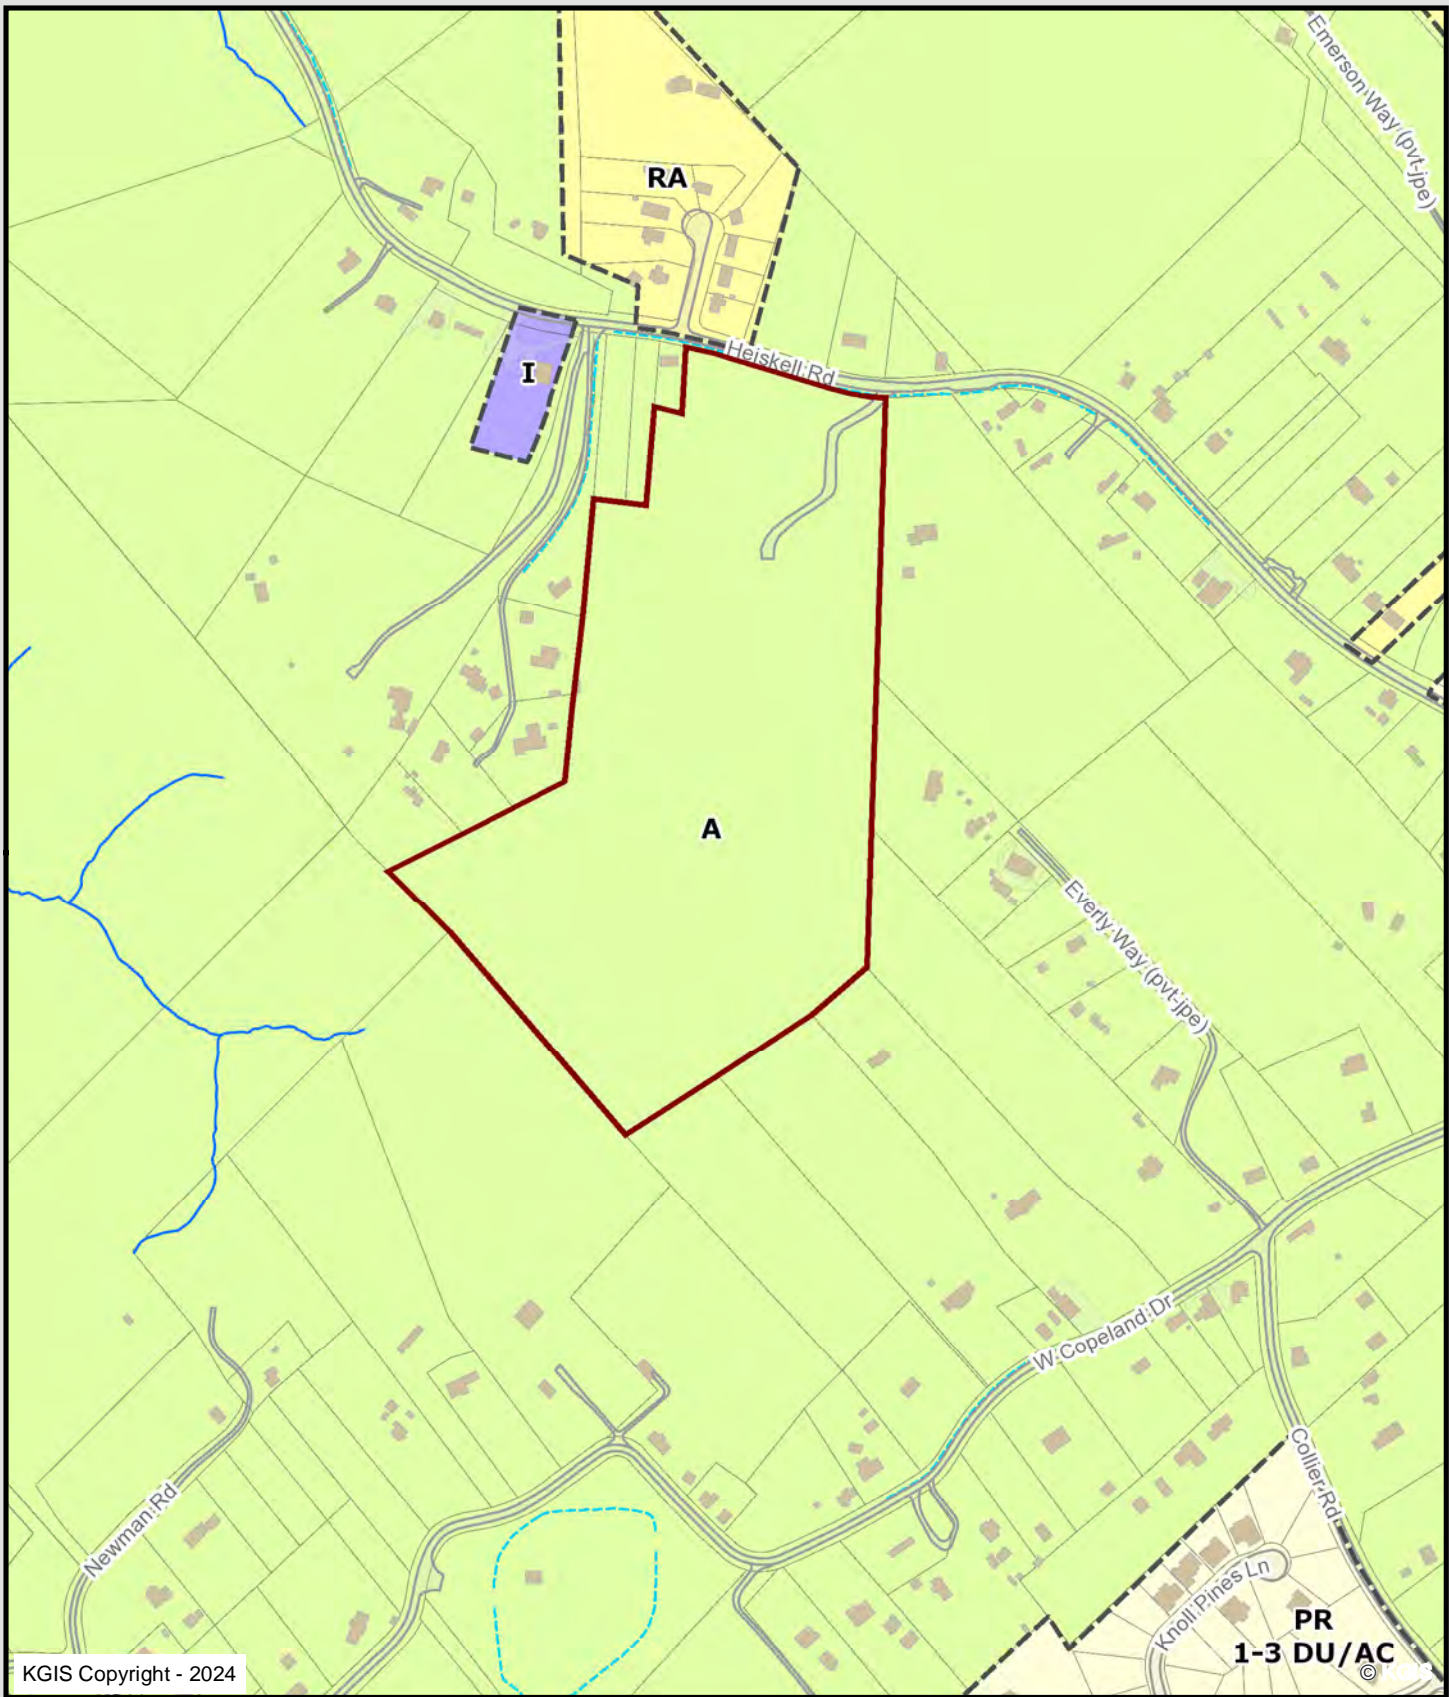 Emerson Way (pvt-jpe)
RA
Heiskell Rd
I
A
Everly Way (pvt-jpe)
W Copeland Dr
Collier Rd
Newman Rd
Knoll Pines Ln
PR
1-3 DU/AC
KGIS Copyright - 2024
© KGIS